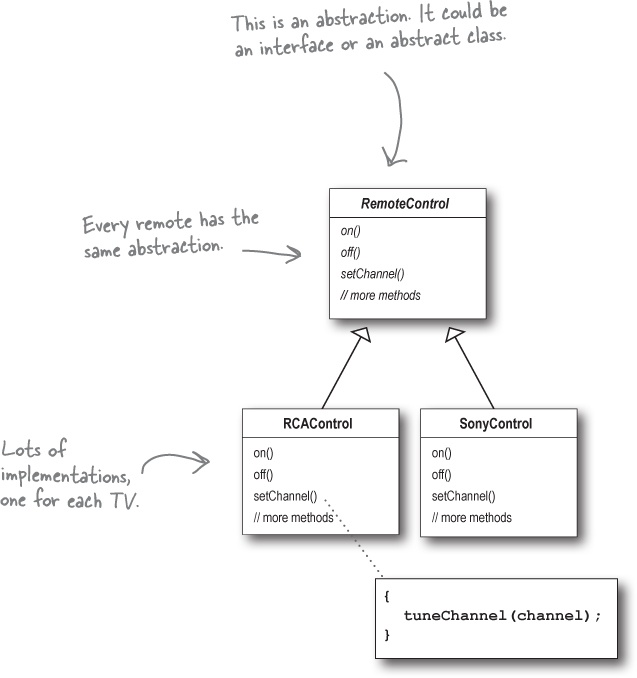 This is an abstraction. It could be
an interface or an abstract class.
RemoteControl
on()
off()
setChannel()
// more methods
Every remote has the
same abstraction.
RCAControl
on()
off()
setChannel()
// more methods
SonyControl
on()
off()
setChannel()
// more methods
Lots of
implementations,
one for each TV.
{
tuneChannel(channel);
}